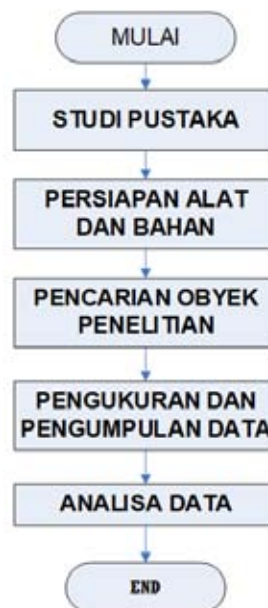 MULAI
STUDI PUSTAKA
PERSIAPAN ALAT
DAN BAHAN
PENCARIAN OBYEK
PENELITIAN
PENGUKURAN DAN
PENGUMPULAN DATA
ANALISA DATA
END